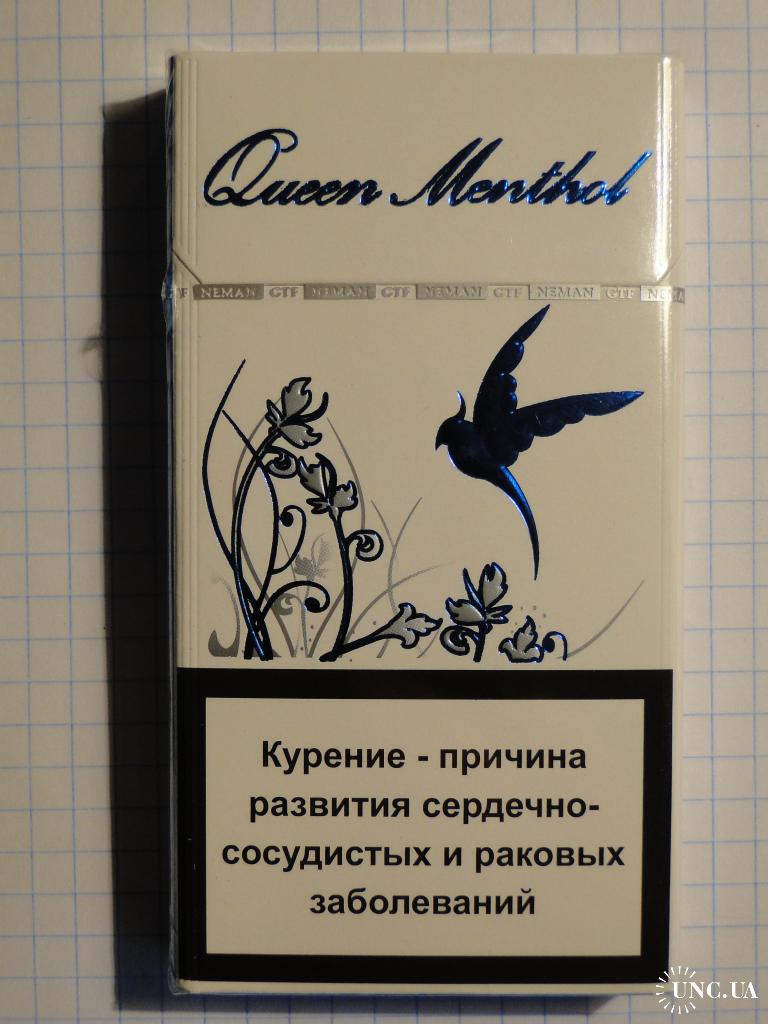 Queen Menthol
NEMAN GTF NEMAN GTF NEMAN GTF NEMAN GTF
Курение - причина
развития сердечно-
сосудистых и раковых
заболеваний
UNC.UA